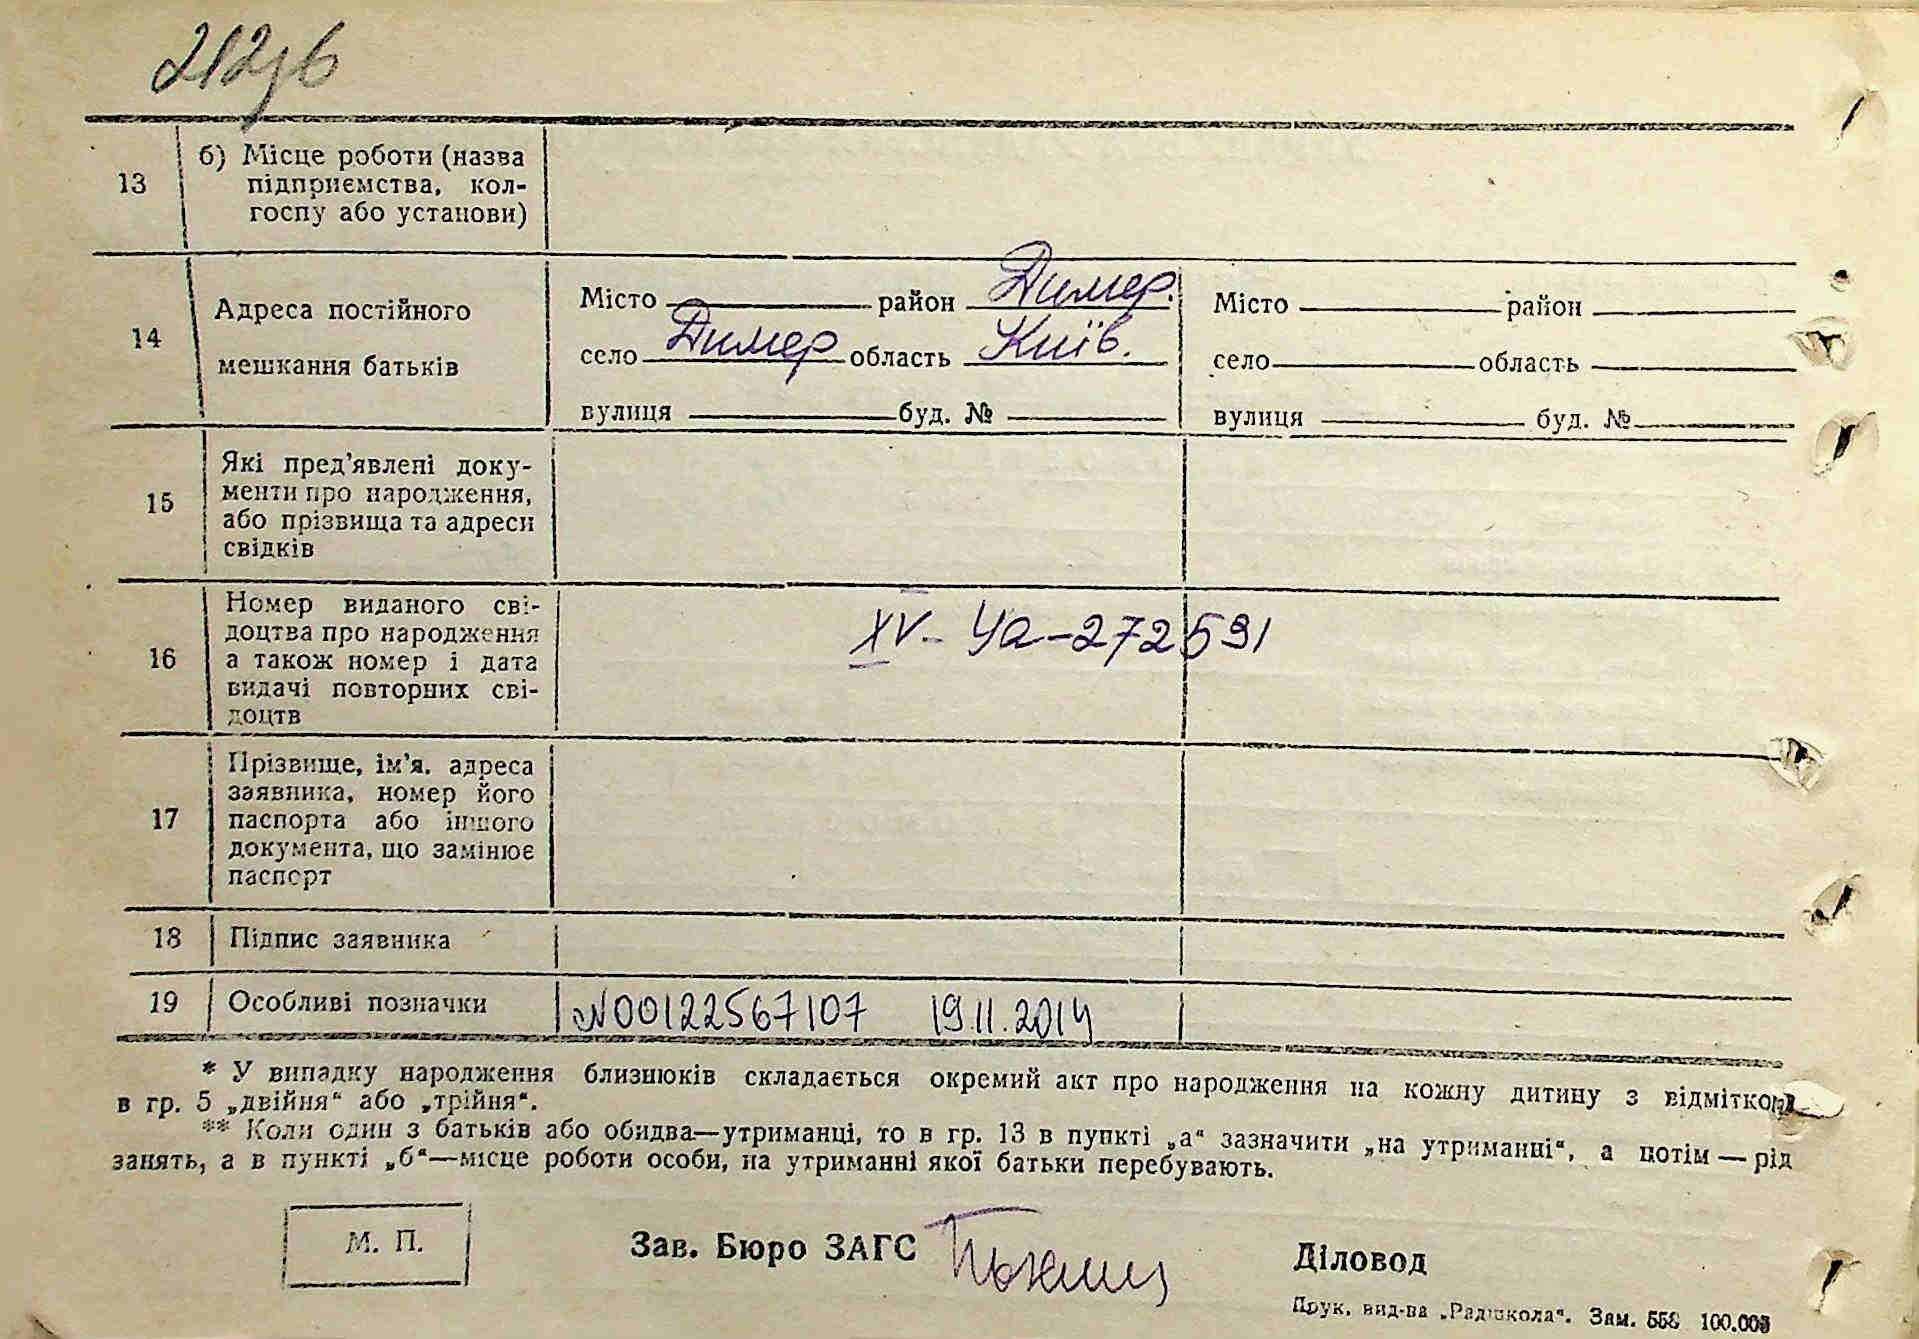 212зв
13 б) Місце роботи (назва
підприємства, кол-
госпу або установи)
14 Адреса постійного
мешкання батьків
Місто район Димер. Місто район
село Димер область Київ. село область
вулиця буд. № вулиця буд. №
15 Які пред'явлені доку-
менти про народження,
або прізвища та адреси
свідків
16 Номер виданого сві-
доцтва про народження
а також номер і дата
видачі повторних сві-
доцтв
XV - Уа - 272591
17 Прізвище, ім'я, адреса
заявника, номер його
паспорта або іншого
документа, що замінює
паспорт
18 Підпис заявника
19 Особливі позначки N00122567107 19.11.2014
* У випадку народження близнюків складається окремий акт про народження на кожну дитину з відміткою
в гр. 5 „двійня“ або „трійня“.
** Коли один з батьків або обидва—утриманці, то в гр. 13 в пункті „а“ зазначити „на утриманні“, а потім — рід
занять, а в пункті „б“—місце роботи особи, на утриманні якої батьки перебувають.
М. П.
Зав. Бюро ЗАГС
Діловод
Друк. вид-ва „Радшкола“. Зам. 558 100.000